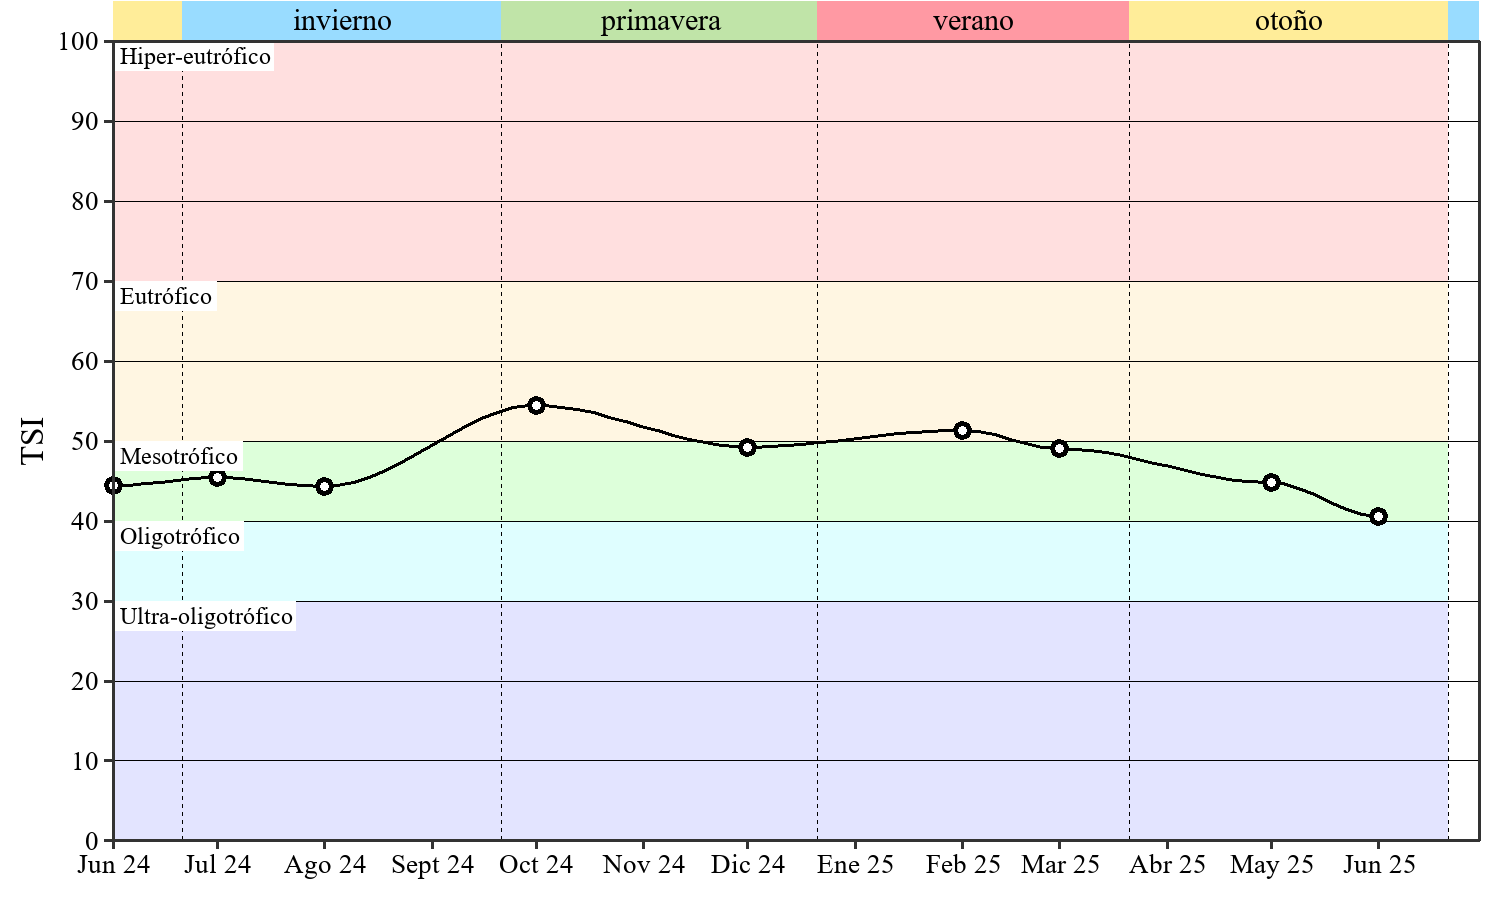 invierno primavera verano otoño
100
Hiper-eutrófico
90
80
70
Eutrófico
60
50
TSI
Mesotrófico
40
Oligotrófico
30
Ultra-oligotrófico
20
10
0
Jun 24 Jul 24 Ago 24 Sept 24 Oct 24 Nov 24 Dic 24 Ene 25 Feb 25 Mar 25 Abr 25 May 25 Jun 25